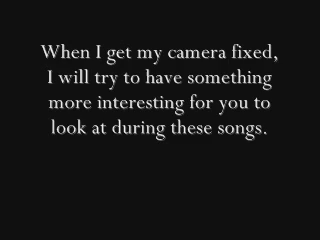 When I get my camera fixed,
I will try to have something
more interesting for you to
look at during these songs.